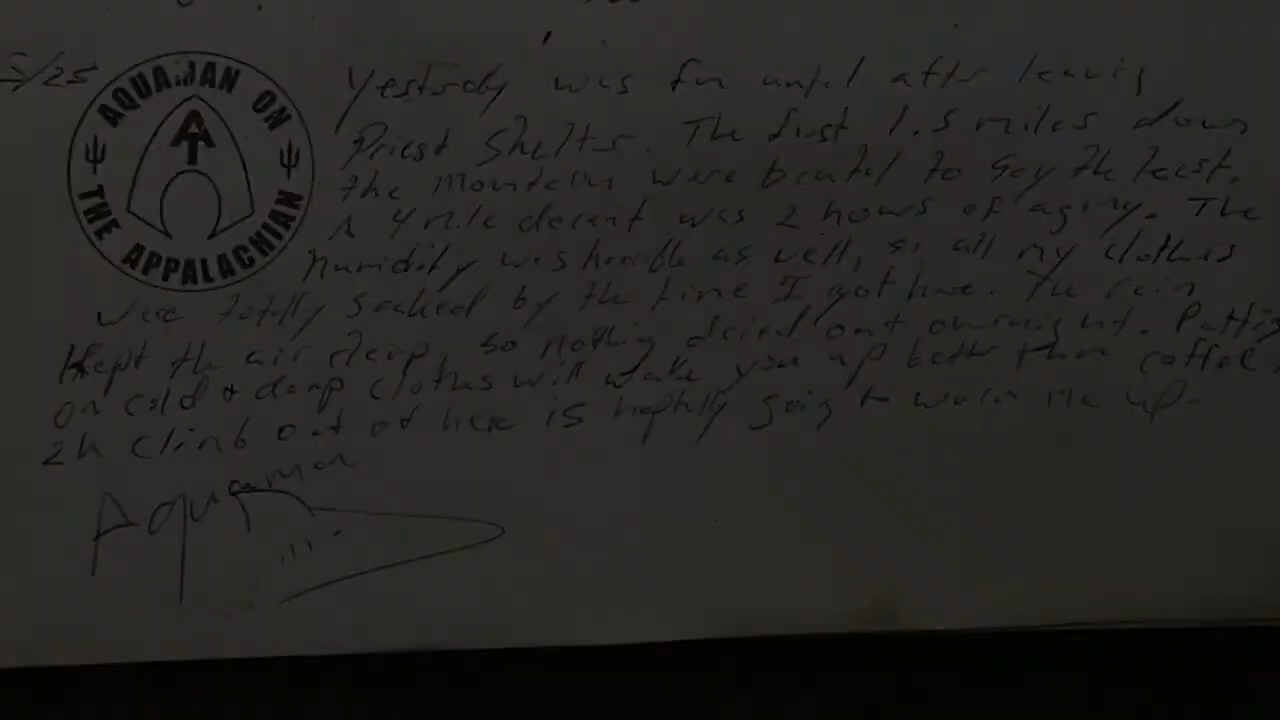 5/25
AQUAMAN ON
THE APPALACHIAN
Yesterday was fun until after leaving
Priest Shelter. The first 1.5 miles down
the mountain were brutal to say the least.
A 4 mile decent was 2 hours of agony. The
humidity was horrible as well, so all my clothes
were totally soaked by the time I got here. The rain
kept the air damp so nothing dried out overnight. Putting
on cold & damp clothes will wake you up better than coffee.
2k climb out of here is hopefully going to warm me up.
Aquaman